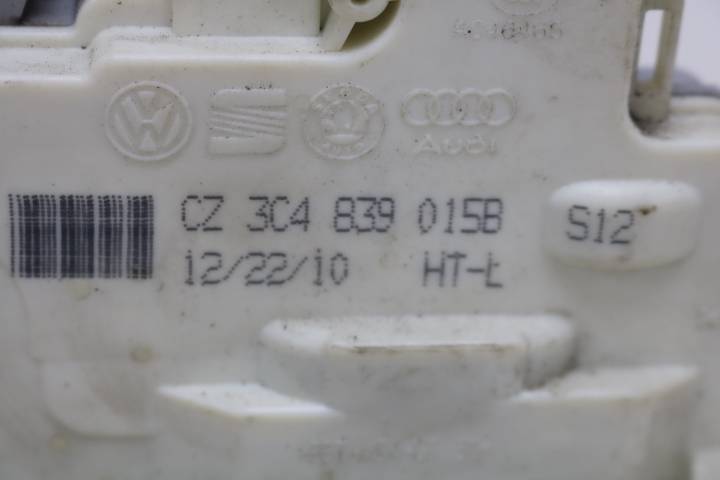 Audi
CZ 3C4 839 015B
S12
12/22/10 HT-L